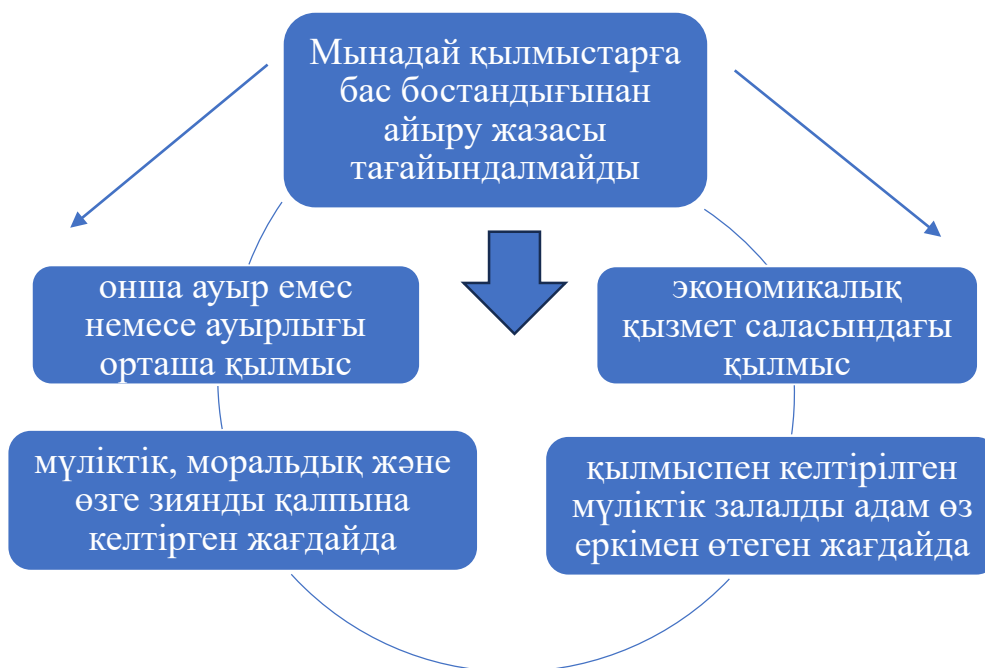 Мынадай қылмыстарға
бас бостандығынан
айыру жазасы
тағайындалмайды
онша ауыр емес
немесе ауырлығы
орташа қылмыс
экономикалық
қызмет саласындағы
қылмыс
мүліктік, моральдық және
өзге зиянды қалпына
келтірген жағдайда
қылмыспен келтірілген
мүліктік залалды адам өз
еркімен өтеген жағдайда